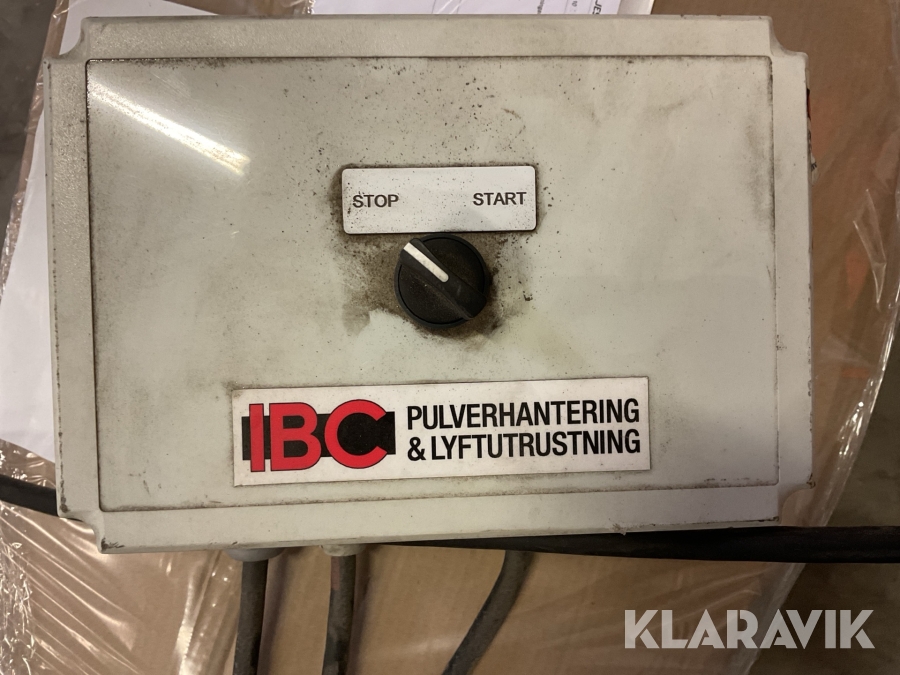 STOP START
IBC PULVERHANTERING
& LYFTUTRUSTNING
KLARAVIK